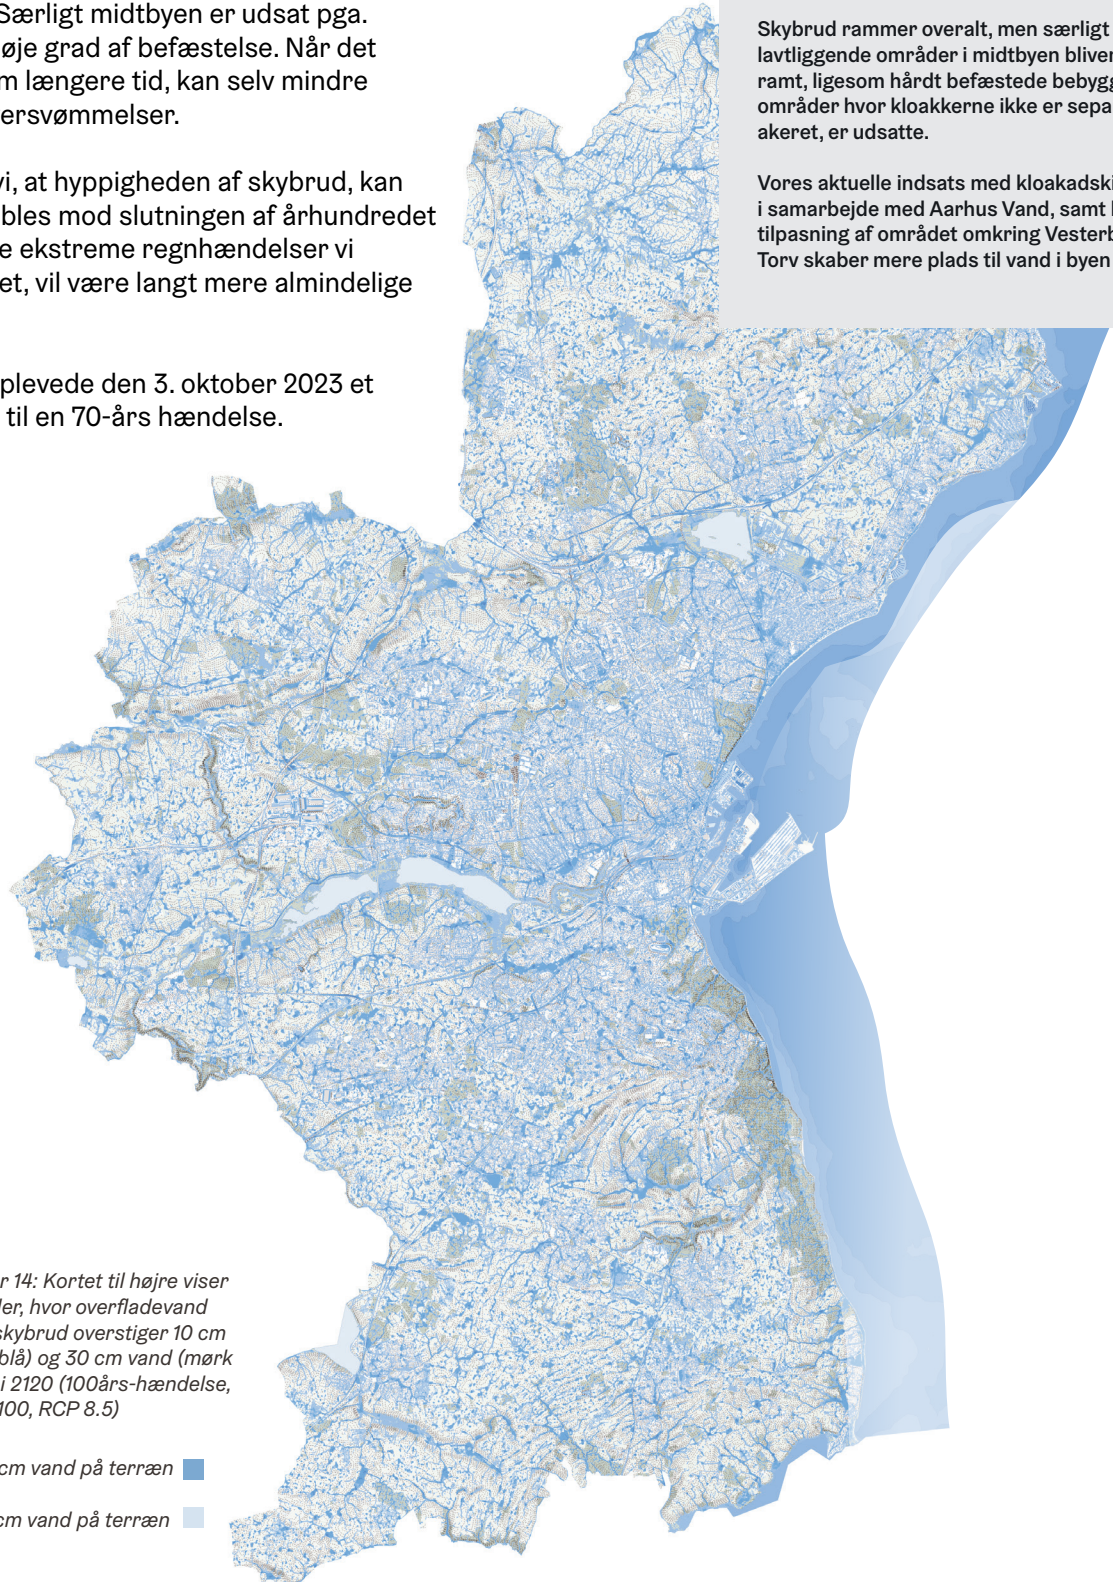 Særligt midtbyen er udsat pga.
øje grad af befæstelse. Når det
m længere tid, kan selv mindre
ersvømmelser.
vi, at hyppigheden af skybrud, kan
bles mod slutningen af århundredet
e ekstreme regnhændelser vi
et, vil være langt mere almindelige
plevede den 3. oktober 2023 et
til en 70-års hændelse.
Skybrud rammer overalt, men særligt
lavtliggende områder i midtbyen bliver
ramt, ligesom hårdt befæstede bebygg
områder hvor kloakkerne ikke er sepa
akeret, er udsatte.
Vores aktuelle indsats med kloakadski
i samarbejde med Aarhus Vand, samt
tilpasning af området omkring Vesterb
Torv skaber mere plads til vand i byen
r 14: Kortet til højre viser
ler, hvor overfladevand
skybrud overstiger 10 cm
blå) og 30 cm vand (mørk
i 2120 (100års-hændelse,
100, RCP 8.5)
cm vand på terræn
cm vand på terræn